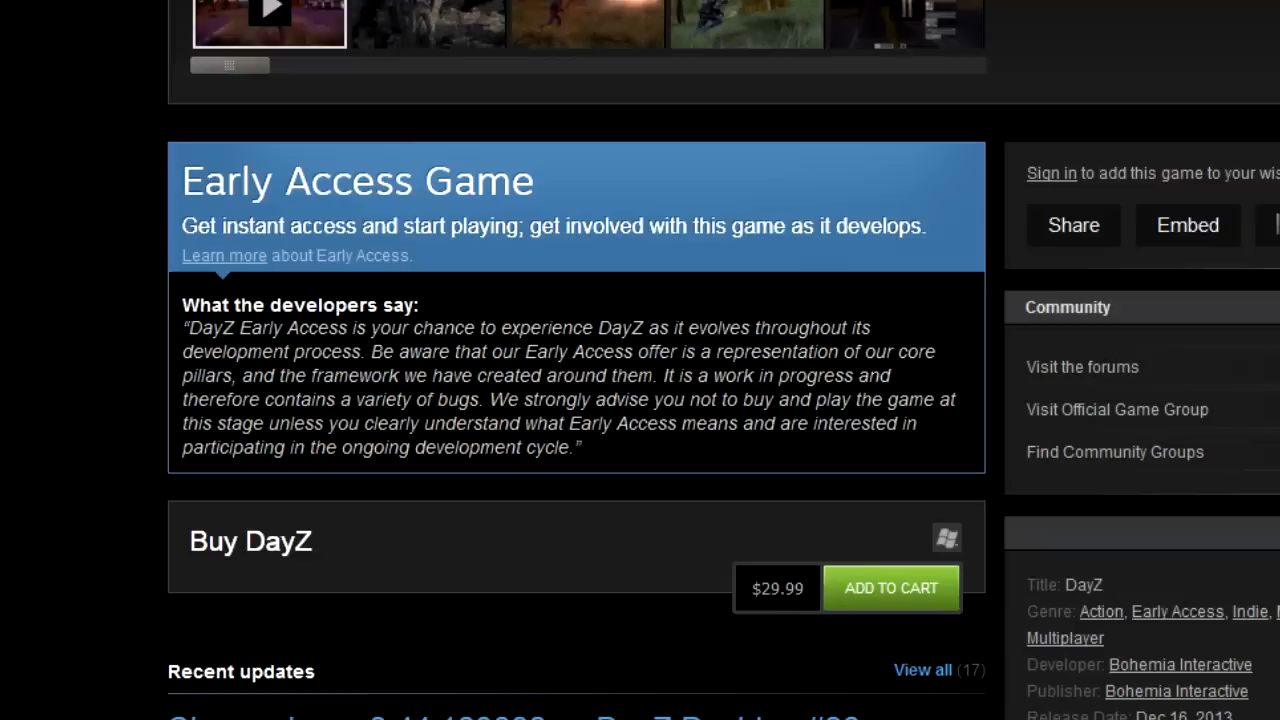 Early Access Game
Get instant access and start playing; get involved with this game as it develops.
Learn more about Early Access.
What the developers say:
“DayZ Early Access is your chance to experience DayZ as it evolves throughout its
development process. Be aware that our Early Access offer is a representation of our core
pillars, and the framework we have created around them. It is a work in progress and
therefore contains a variety of bugs. We strongly advise you not to buy and play the game at
this stage unless you clearly understand what Early Access means and are interested in
participating in the ongoing development cycle.”
Buy DayZ
$29.99
ADD TO CART
Recent updates
View all (17)
Sign in to add this game to your
Share
Embed
Community
Visit the forums
Visit Official Game Group
Find Community Groups
Title: DayZ
Genre: Action, Early Access, Indie,
Multiplayer
Developer: Bohemia Interactive
Publisher: Bohemia Interactive
Release Date: Dec 16, 2013